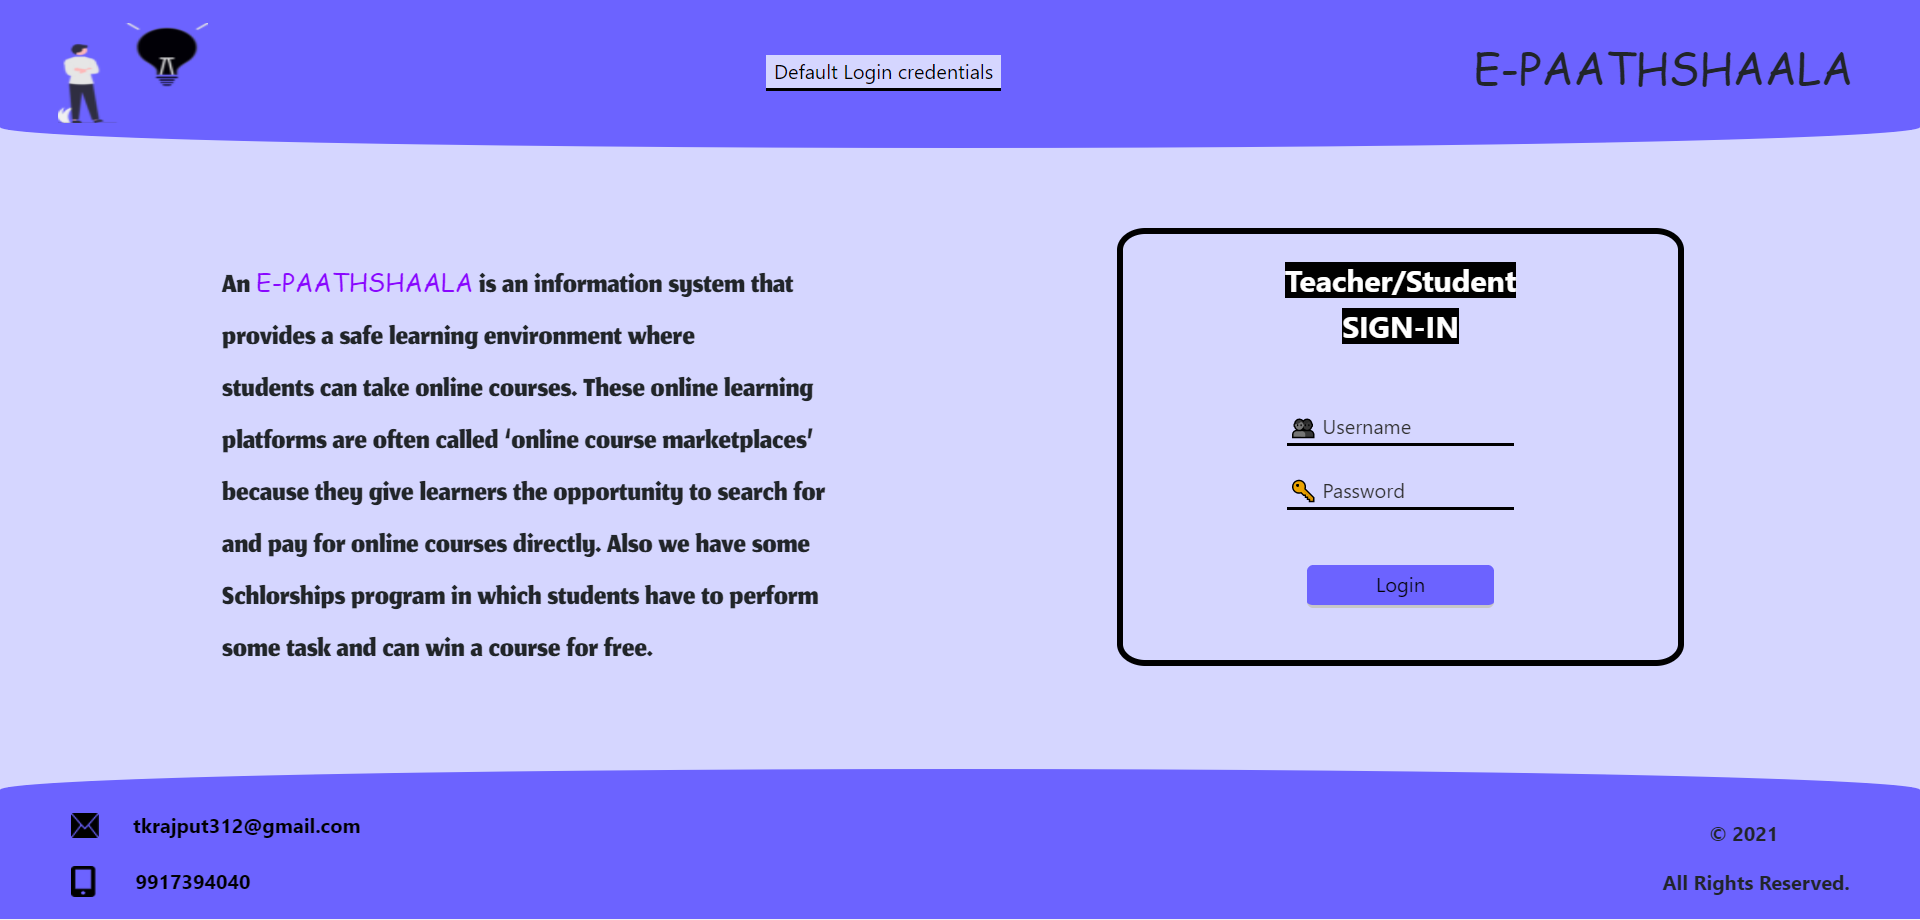 Default Login credentials
E-PAATHSHAALA
An E-PAATHSHAALA is an information system that
provides a safe learning environment where
students can take online courses. These online learning
platforms are often called ‘online course marketplaces’
because they give learners the opportunity to search for
and pay for online courses directly. Also we have some
Schlorships program in which students have to perform
some task and can win a course for free.
Teacher/Student
SIGN-IN
Username
Password
Login
tkrajput312@gmail.com
9917394040
© 2021
All Rights Reserved.